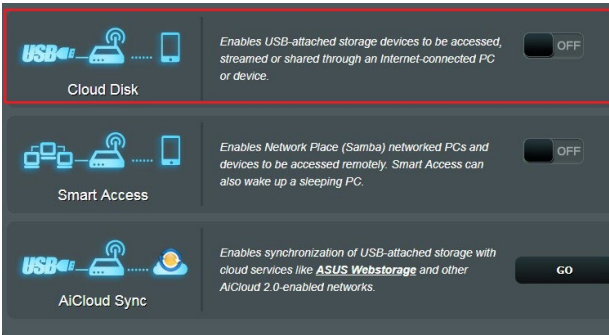 USB
Cloud Disk
Enables USB-attached storage devices to be accessed,
streamed or shared through an Internet-connected PC
or device.
OFF
Smart Access
Enables Network Place (Samba) networked PCs and
devices to be accessed remotely. Smart Access can
also wake up a sleeping PC.
OFF
USB
AiCloud Sync
Enables synchronization of USB-attached storage with
cloud services like ASUS Webstorage and other
AiCloud 2.0-enabled networks.
GO